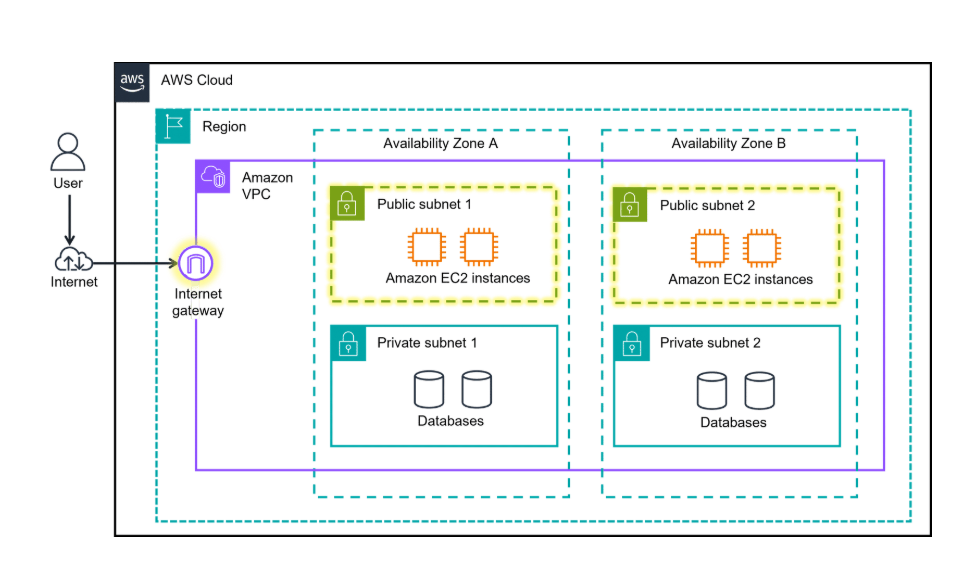 aws
AWS Cloud
Region
Availability Zone A
Availability Zone B
Amazon
VPC
User
Internet
Internet
gateway
Public subnet 1
Amazon EC2 instances
Public subnet 2
Amazon EC2 instances
Private subnet 1
Databases
Private subnet 2
Databases